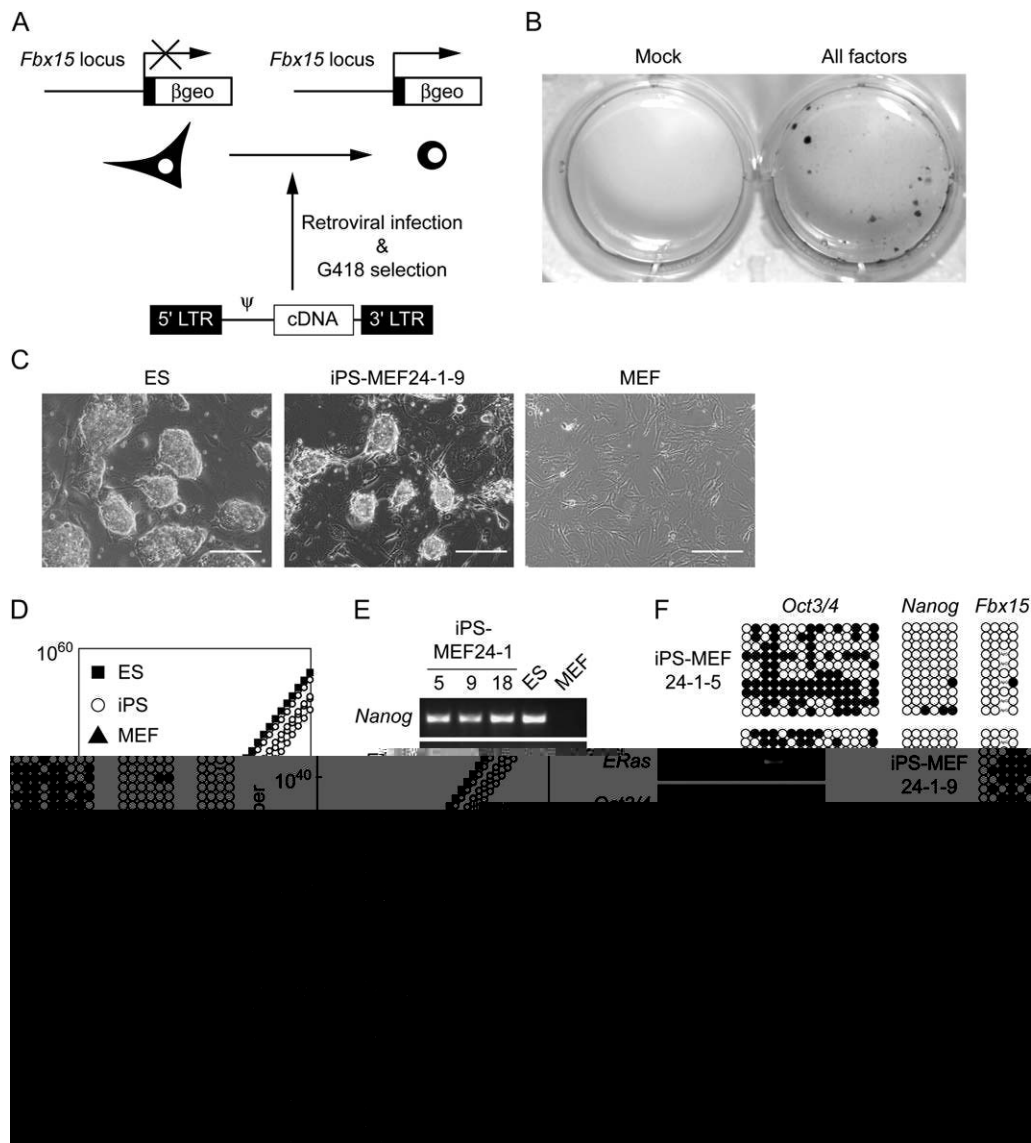 A
Fbx15 locus
βgeo
Fbx15 locus
βgeo
Retroviral infection
&
G418 selection
5' LTR
ψ
cDNA
3' LTR
B
Mock
All factors
C
ES
iPS-MEF24-1-9
MEF
D
10^60
ES
iPS
MEF
10^40
E
iPS-
MEF24-1
5 9 18 ES MEF
Nanog
ERas
F
Oct3/4 Nanog Fbx15
iPS-MEF
24-1-5
iPS-MEF
24-1-9